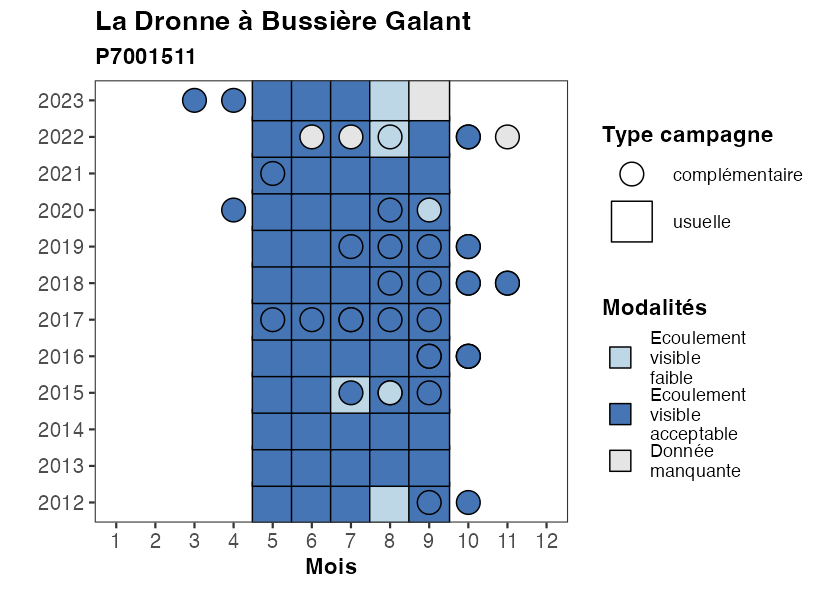 La Dronne à Bussière Galant
P7001511
2023
2022
2021
2020
2019
2018
2017
2016
2015
2014
2013
2012
1 2 3 4 5 6 7 8 9 10 11 12
Mois
Type campagne
complémentaire
usuelle
Modalités
Ecoulement
visible
faible
Ecoulement
visible
acceptable
Donnée
manquante